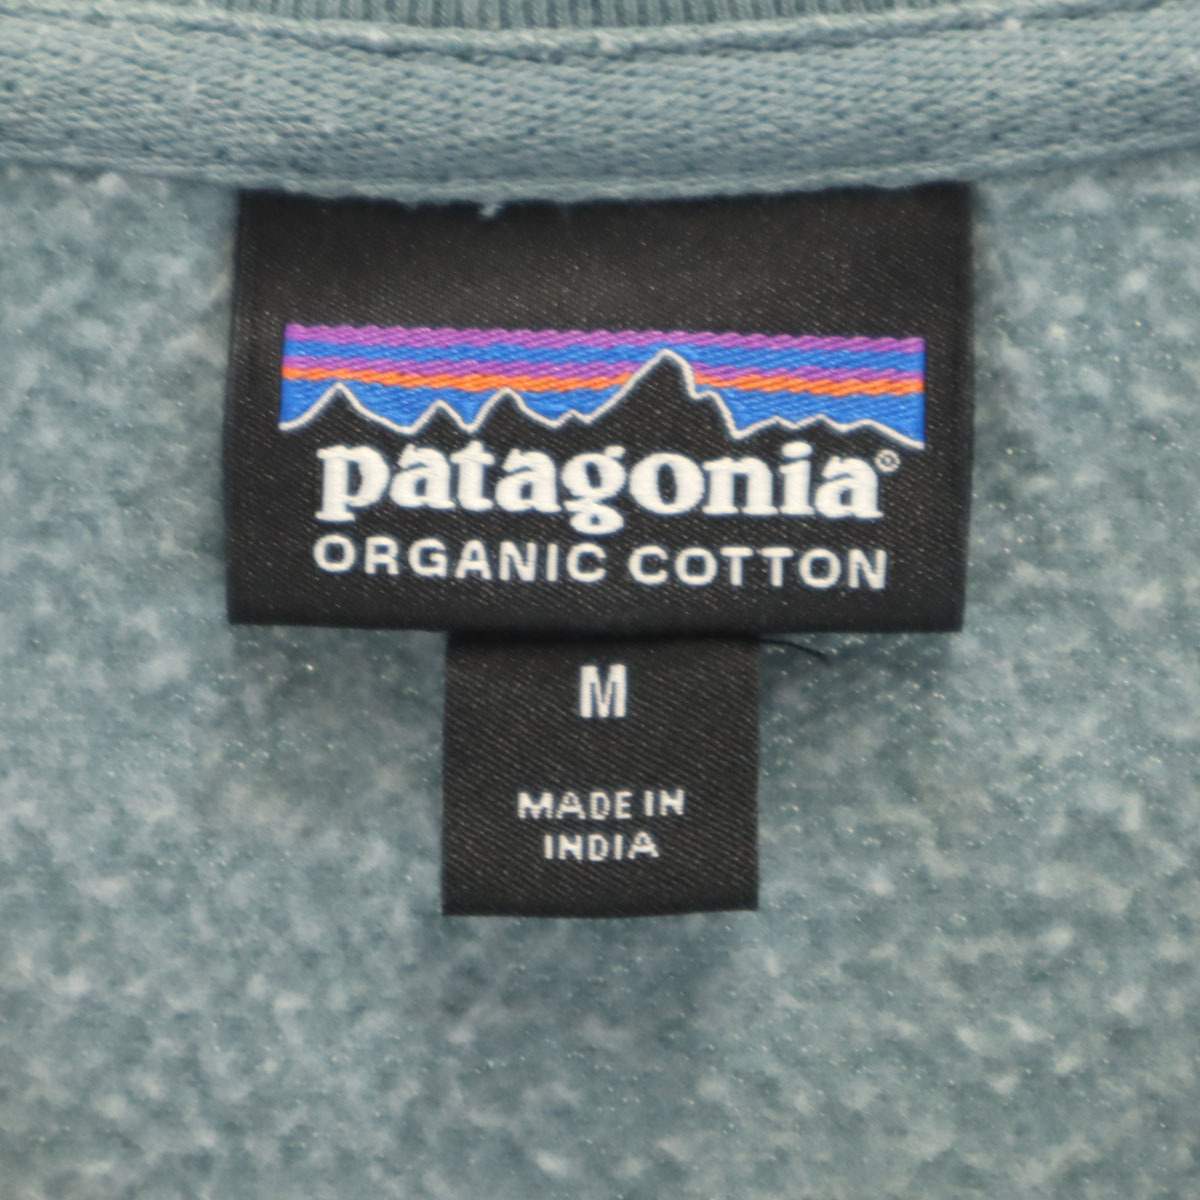 patagonia®
ORGANIC COTTON
M
MADE IN
INDIA